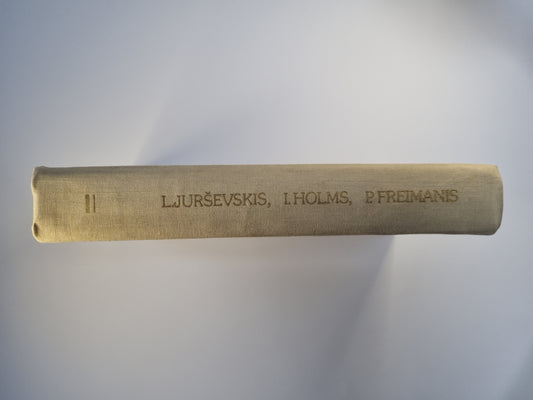 II L.JURŠEVSKIS, I.HOLMS, P.FREIMANIS